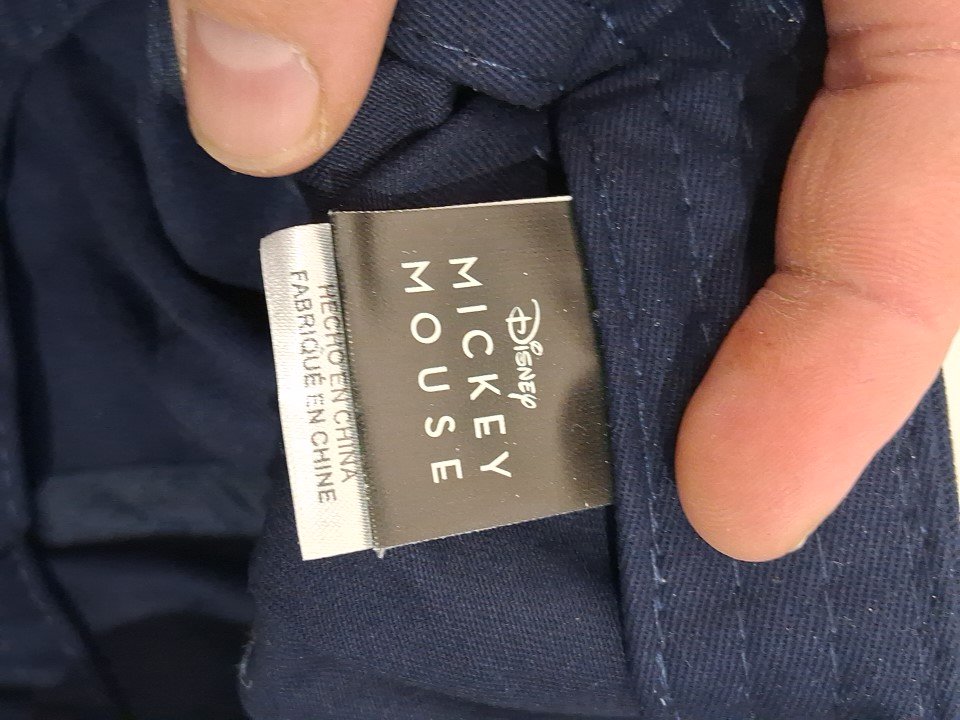 Disney
MICKEY
MOUSE
HECHO EN CHINA
FABRIQUÉ EN CHINE